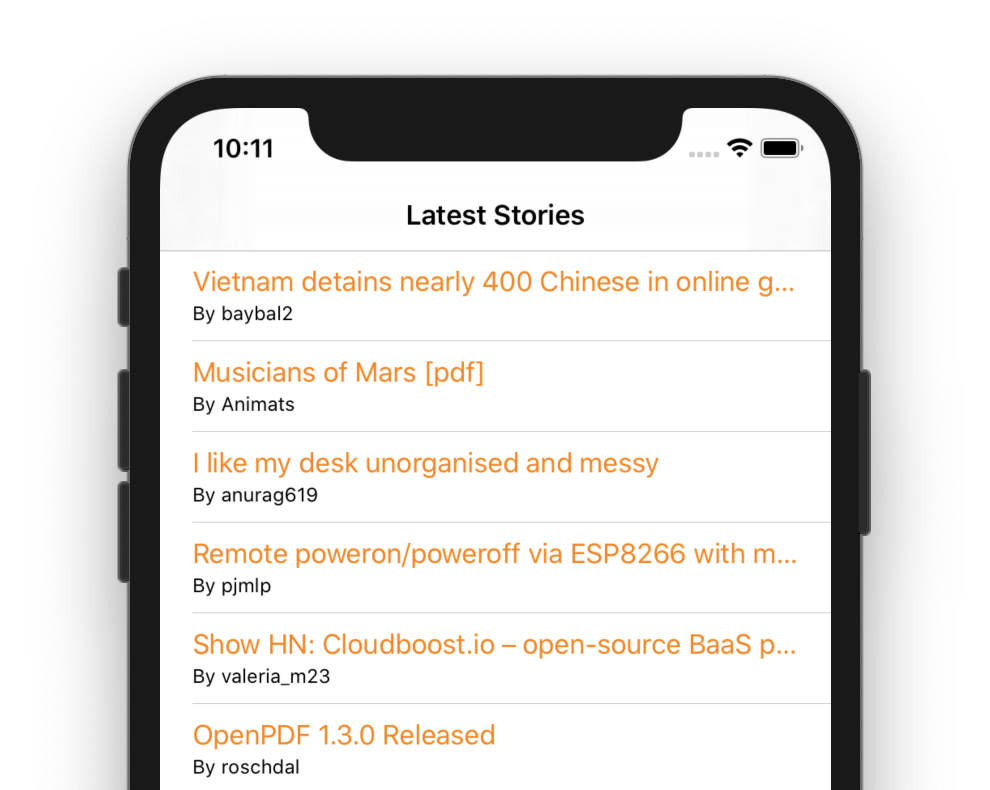 10:11
Latest Stories
Vietnam detains nearly 400 Chinese in online g...
By baybal2
Musicians of Mars [pdf]
By Animats
I like my desk unorganised and messy
By anurag619
Remote poweron/poweroff via ESP8266 with m...
By pjmlp
Show HN: Cloudboost.io – open-source BaaS p...
By valeria_m23
OpenPDF 1.3.0 Released
By roschdal